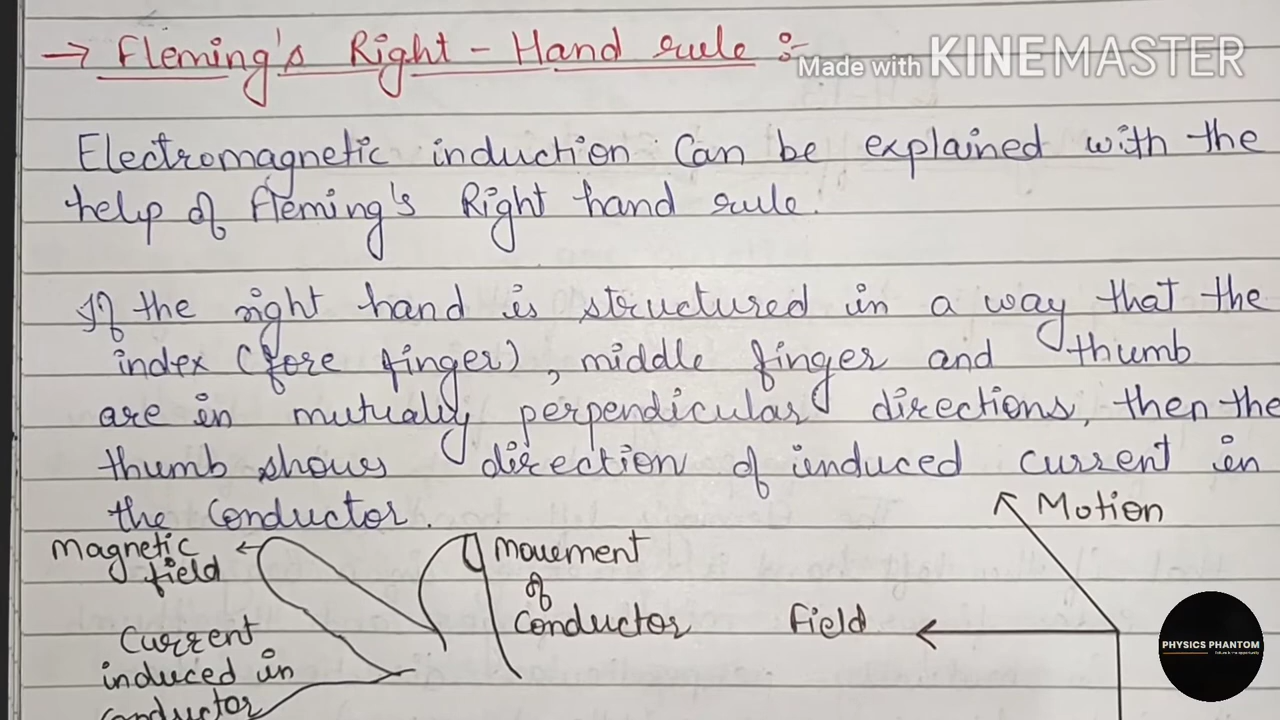 → Fleming's Right-Hand rule :-
Made with KINEMASTER
Electromagnetic induction Can be explained with the
help of Fleming's Right hand rule.
If the right hand is structured in a way that the
index (fore finger), middle finger and thumb
are in mutually perpendicular directions, then the
thumb shows direction of induced current in
the Conductor.
Motion
Magnetic
field
Movement
of
Conductor
Field
Current
induced in
Conductor
PHYSICS PHANTOM